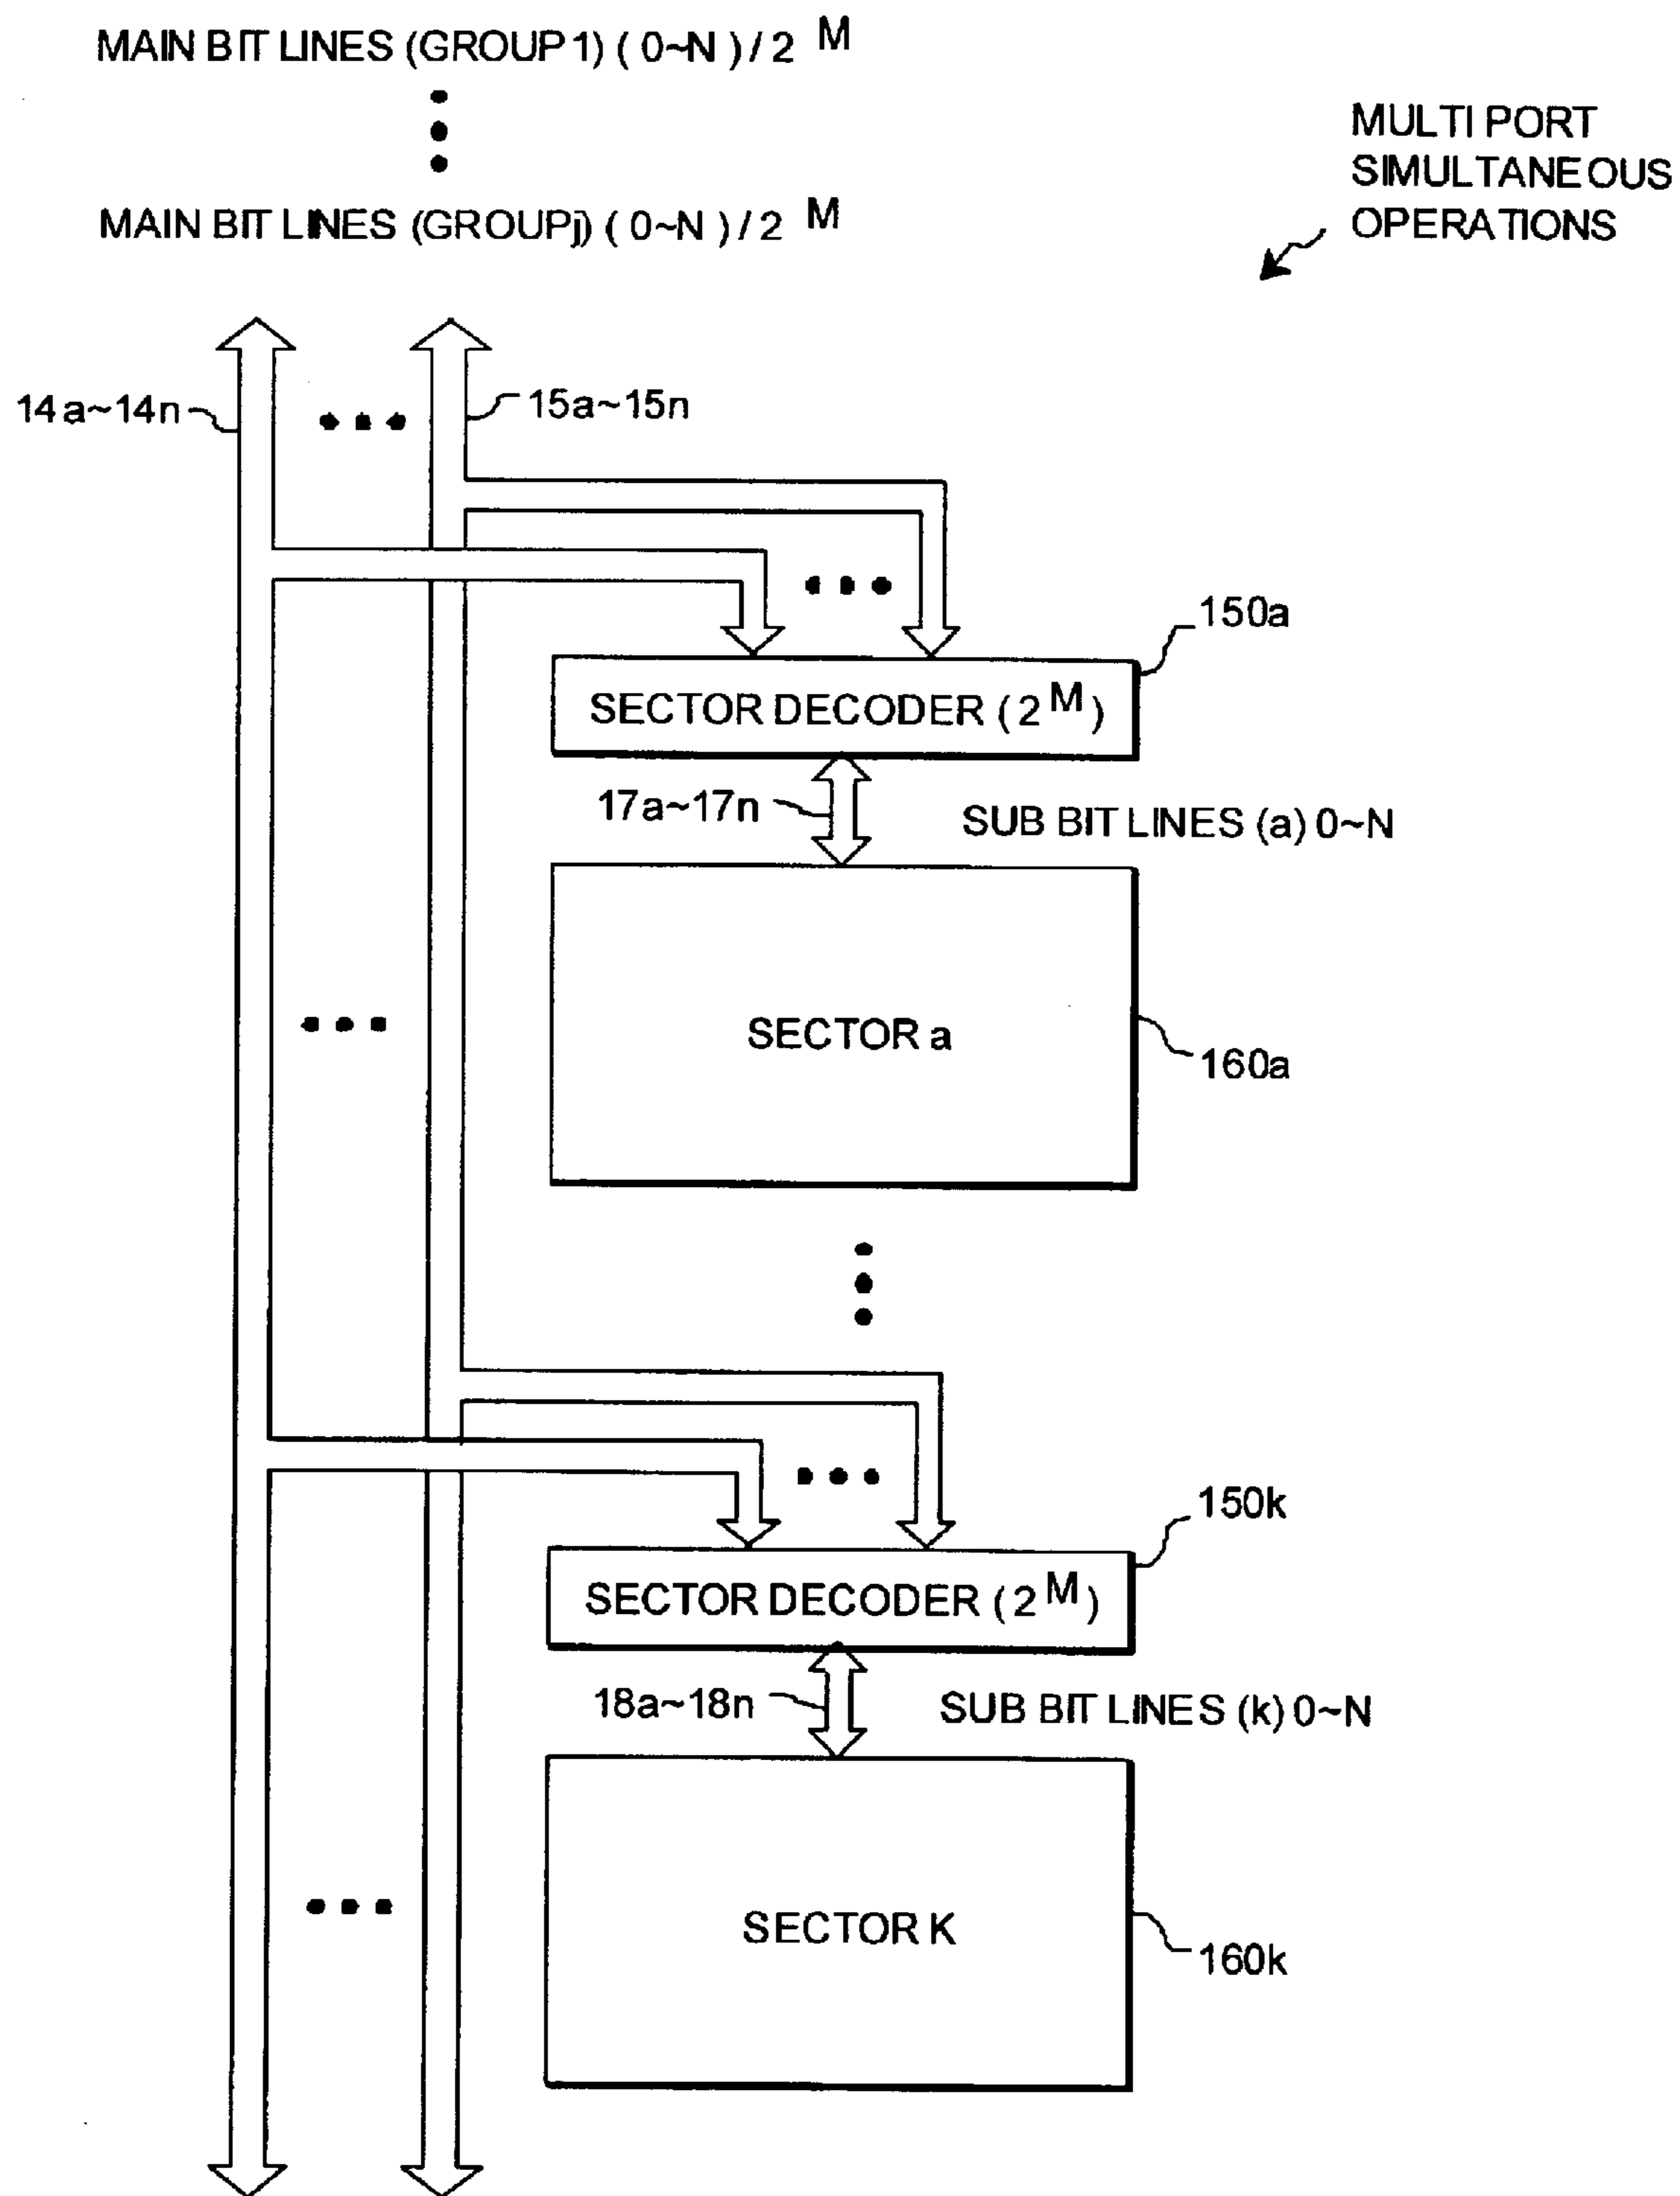 MAIN BIT LINES (GROUP1) ( 0~N ) / 2 M
MAIN BIT LINES (GROUPj) ( 0~N ) / 2 M
MULTI PORT
SIMULTANEOUS
OPERATIONS
14a~14n
15a~15n
150a
SECTOR DECODER ( 2 M )
17a~17n
SUB BIT LINES (a) 0~N
SECTOR a
160a
150k
SECTOR DECODER ( 2 M )
18a~18n
SUB BIT LINES (k) 0~N
SECTOR K
160k